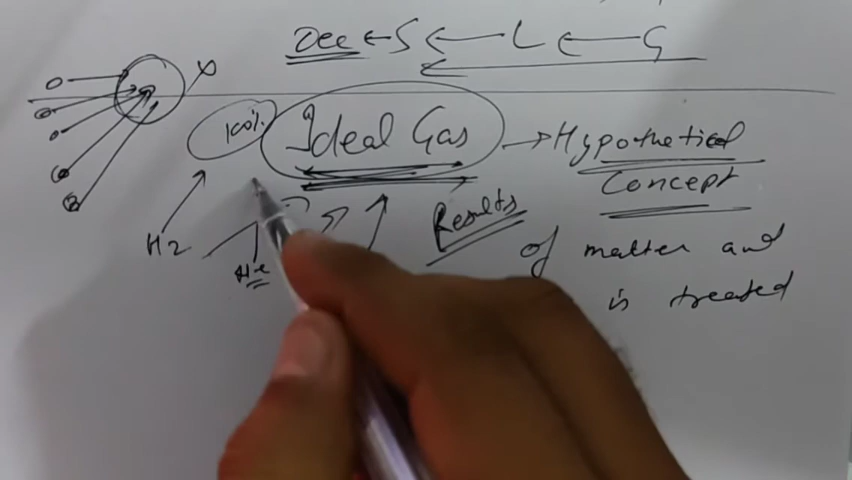 Dec ← S ← L ← G
100% Ideal Gas → Hypothetical
Concept
Results
H2
He
of matter and
is treated